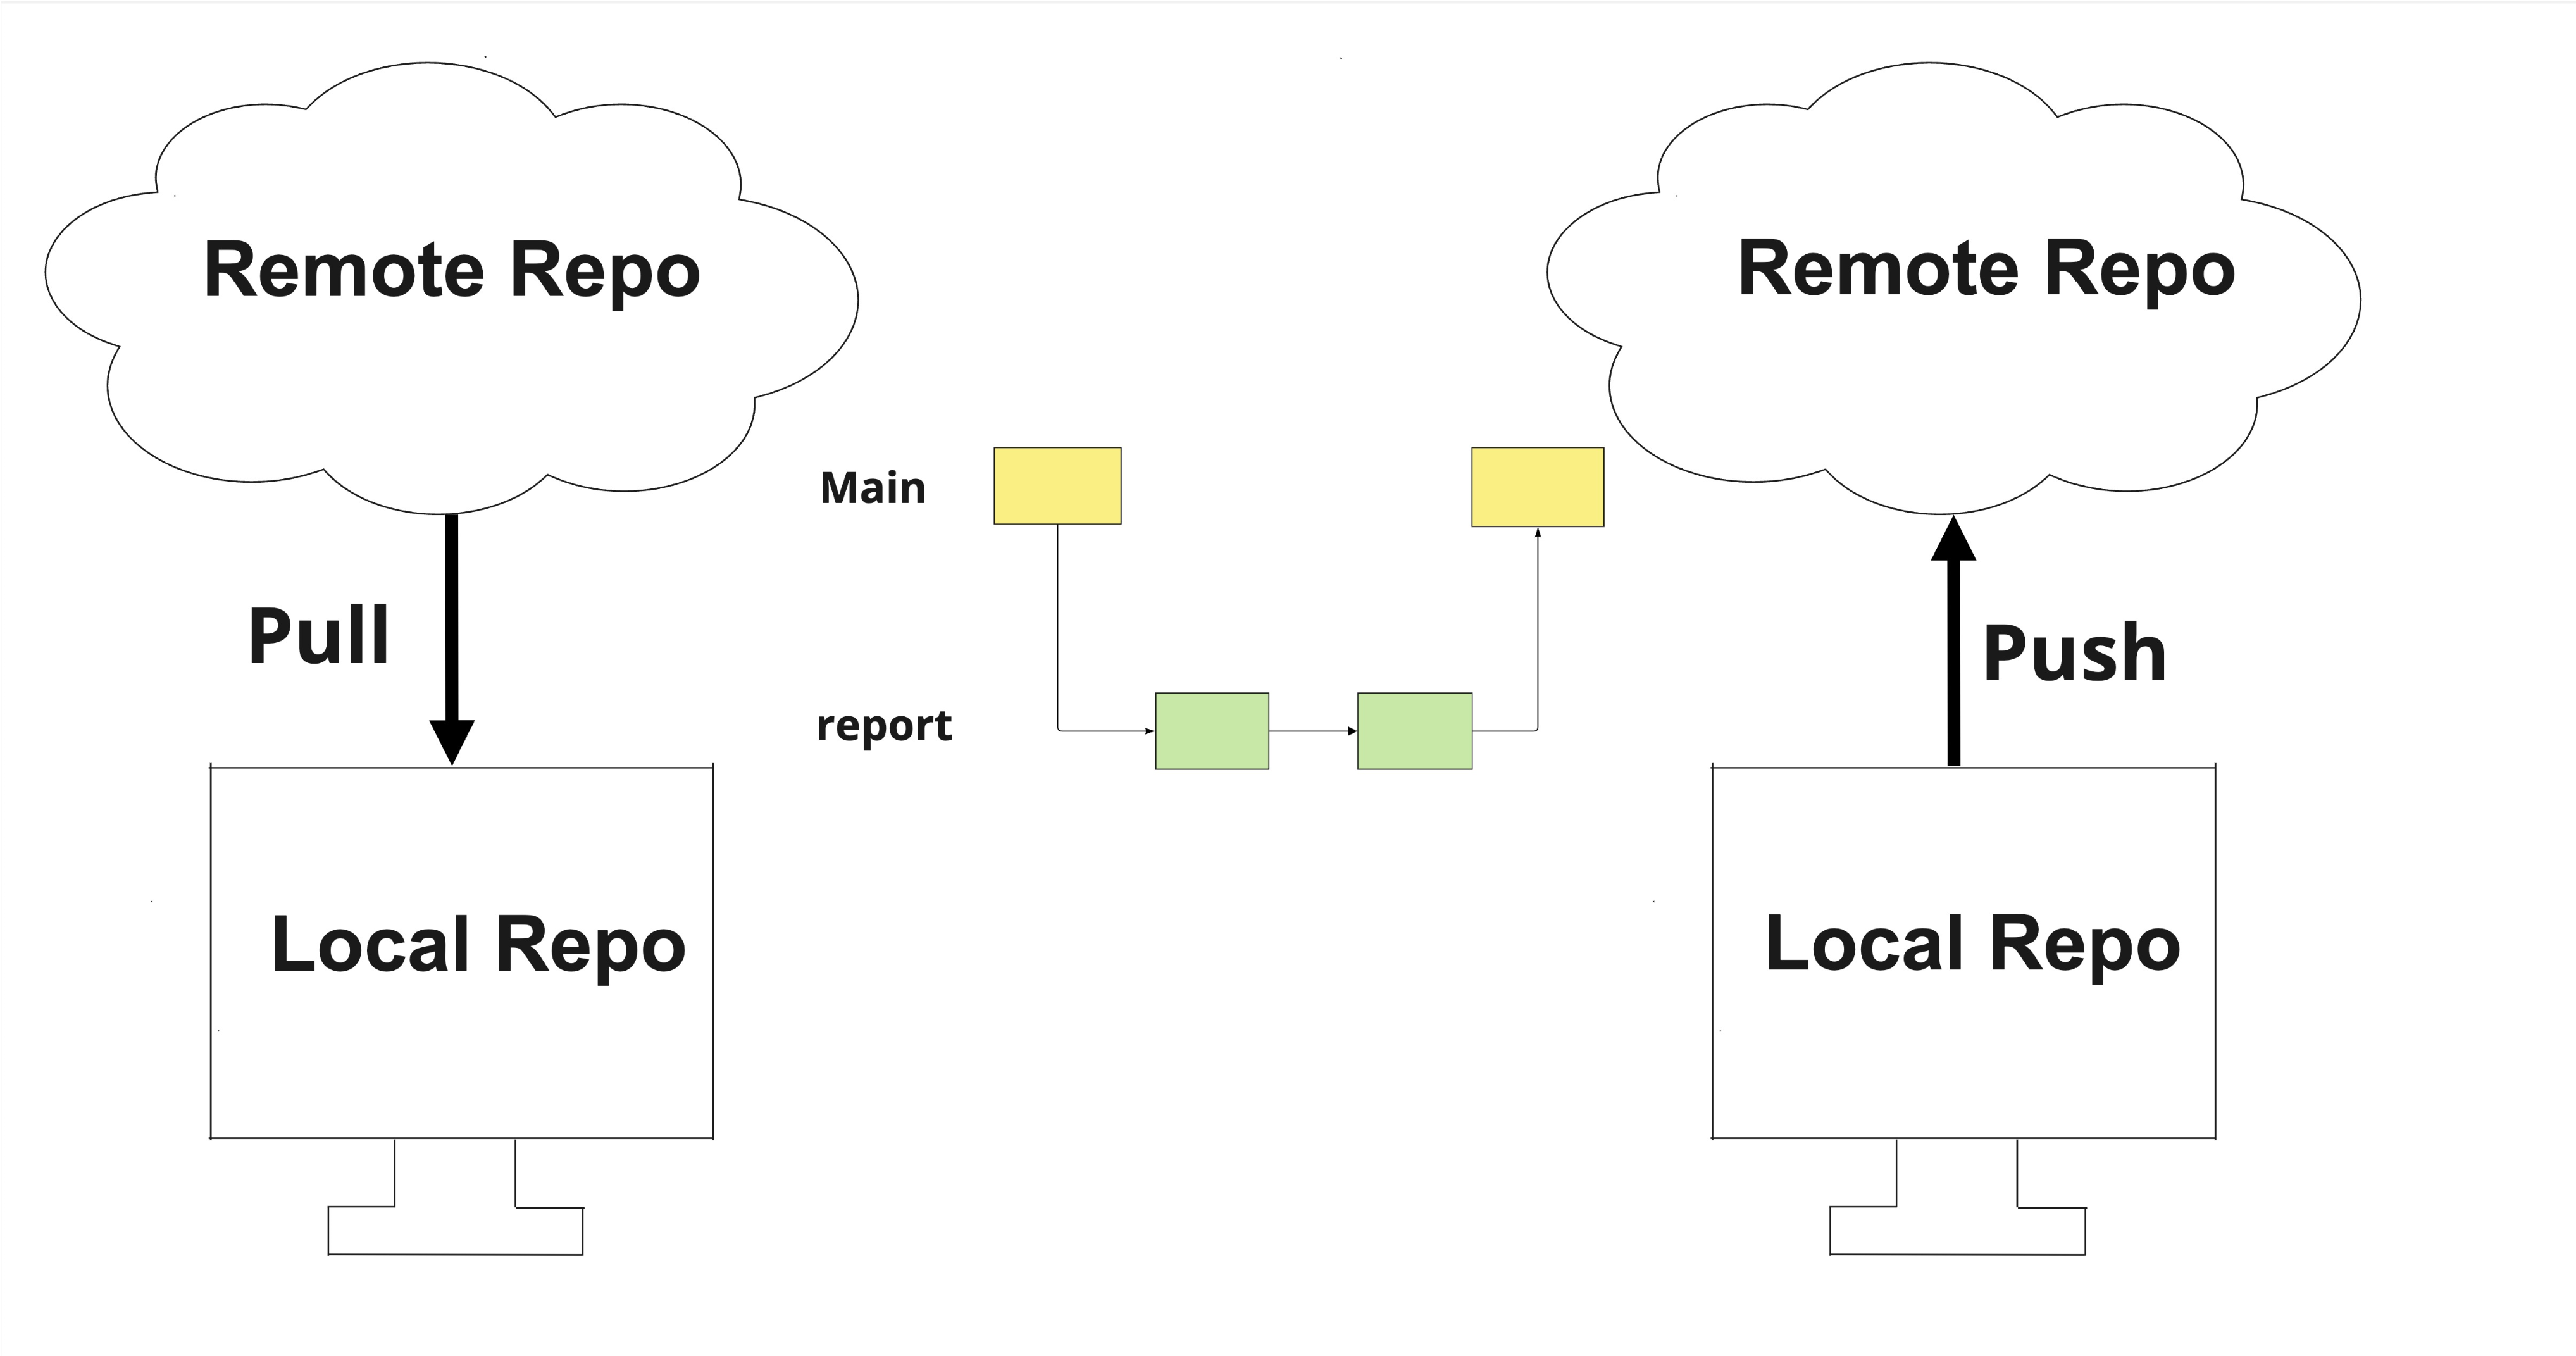 Remote Repo
Remote Repo
Main
Pull
Push
report
Local Repo
Local Repo